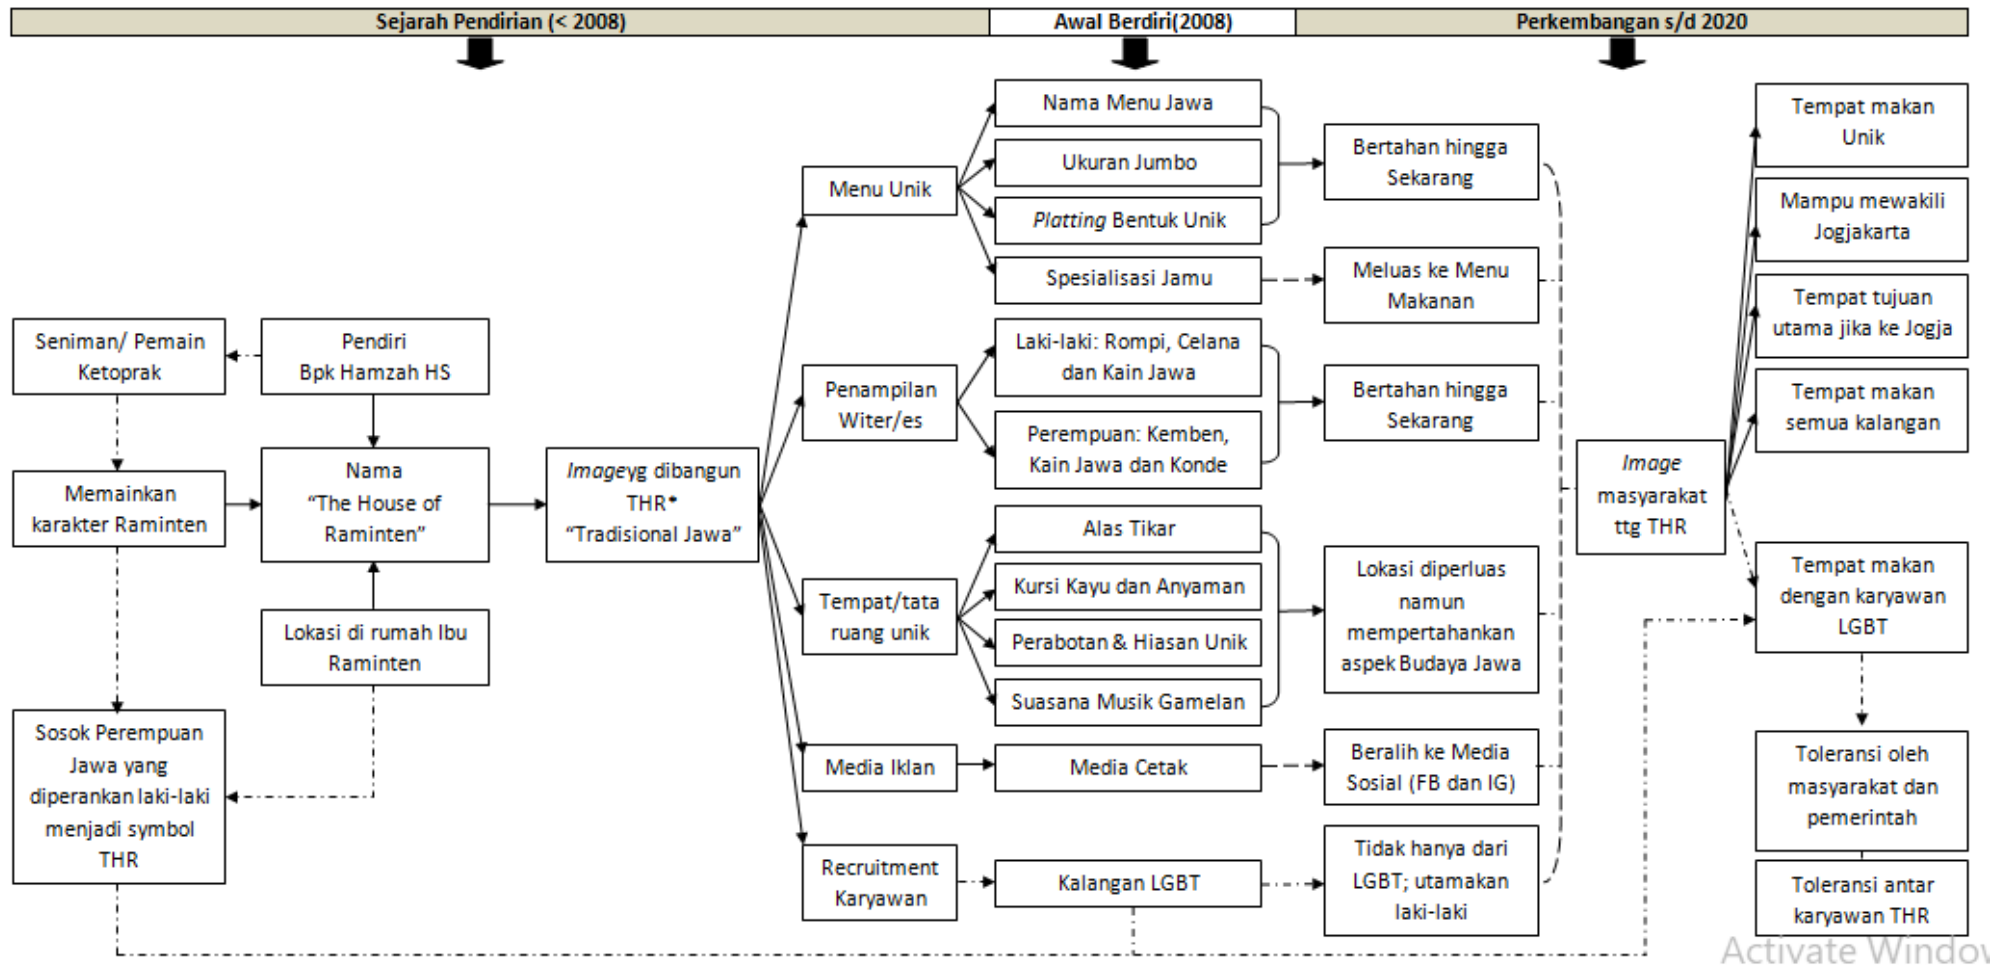 Sejarah Pendirian (< 2008)
Awal Berdiri(2008)
Perkembangan s/d 2020
Seniman/ Pemain
Ketoprak
Pendiri
Bpk Hamzah HS
Memainkan
karakter Raminten
Nama
“The House of
Raminten”
Lokasi di rumah Ibu
Raminten
Sosok Perempuan
Jawa yang
diperankan laki-laki
menjadi symbol
THR
Imageyg dibangun
THR*
“Tradisional Jawa”
Menu Unik
Penampilan
Witer/es
Tempat/tata
ruang unik
Media Iklan
Recruitment
Karyawan
Nama Menu Jawa
Ukuran Jumbo
Platting Bentuk Unik
Spesialisasi Jamu
Laki-laki: Rompi, Celana
dan Kain Jawa
Perempuan: Kemben,
Kain Jawa dan Konde
Alas Tikar
Kursi Kayu dan Anyaman
Perabotan & Hiasan Unik
Suasana Musik Gamelan
Media Cetak
Kalangan LGBT
Bertahan hingga
Sekarang
Meluas ke Menu
Makanan
Bertahan hingga
Sekarang
Lokasi diperluas
namun
mempertahankan
aspek Budaya Jawa
Beralih ke Media
Sosial (FB dan IG)
Tidak hanya dari
LGBT; utamakan
laki-laki
Image
masyarakat
ttg THR
Tempat makan
Unik
Mampu mewakili
Jogjakarta
Tempat tujuan
utama jika ke Jogja
Tempat makan
semua kalangan
Tempat makan
dengan karyawan
LGBT
Toleransi oleh
masyarakat dan
pemerintah
Toleransi antar
karyawan THR
Activate Window